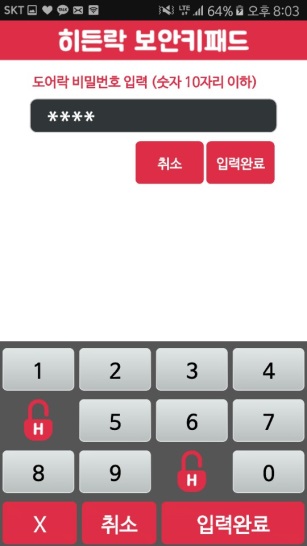 SKT LTE 64% 오후 8:03
히든락 보안키패드
도어락 비밀번호 입력 (숫자 10자리 이하)
****
취소 입력완료
1 2 3 4
H 5 6 7
8 9 H 0
X 취소 입력완료